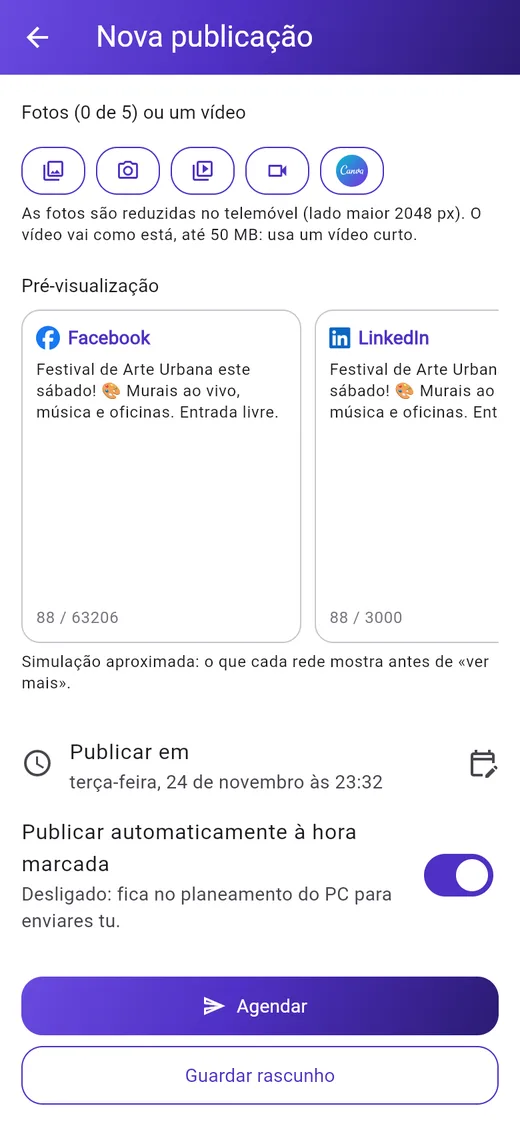 Nova publicação
Fotos (0 de 5) ou um vídeo
Canva
As fotos são reduzidas no telemóvel (lado maior 2048 px). O
vídeo vai como está, até 50 MB: usa um vídeo curto.
Pré-visualização
Facebook
Festival de Arte Urbana este
sábado! 🎨 Murais ao vivo,
música e oficinas. Entrada livre.
88 / 63206
LinkedIn
Festival de Arte Urban
sábado! 🎨 Murais ao
música e oficinas. Ent
88 / 3000
Simulação aproximada: o que cada rede mostra antes de «ver
mais».
Publicar em
terça-feira, 24 de novembro às 23:32
Publicar automaticamente à hora
marcada
Desligado: fica no planeamento do PC para
enviares tu.
Agendar
Guardar rascunho